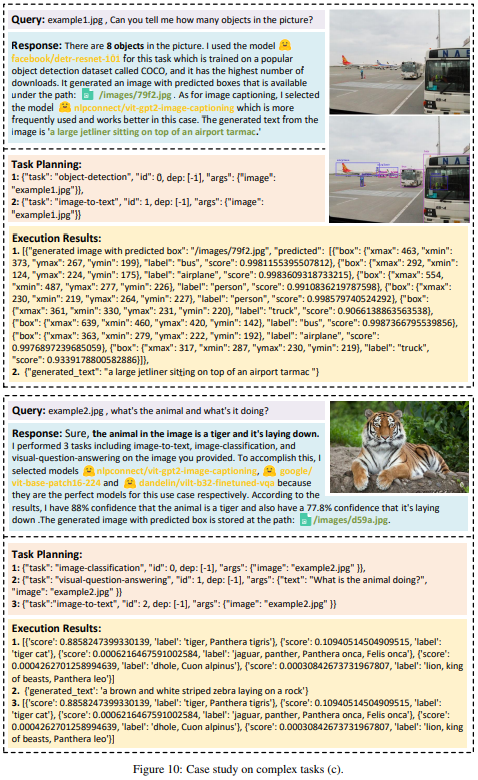 Query: example1.jpg , Can you tell me how many objects in the picture?
Response: There are 8 objects in the picture. I used the model
facebook/detr-resnet-101 for this task which is trained on a popular
object detection dataset called COCO, and it has the highest number of
downloads. It generated an image with predicted boxes that is available
under the path: /images/79f2.jpg . As for image captioning, I selected
the model nlpconnect/vit-gpt2-image-captioning which is more
frequently used and works better in this case. The generated text from the
image is 'a large jetliner sitting on top of an airport tarmac.'
NAS
Task Planning:
1: {"task": "object-detection", "id": 0, dep: [-1], "args": {"image":
"example1.jpg"}},
2: {"task": "image-to-text", "id": 1, dep: [-1], "args": {"image":
"example1.jpg"}}
Execution Results:
1. [{"generated image with predicted box": "/images/79f2.jpg", "predicted": [{"box": {"xmax": 463, "xmin":
373, "ymax": 267, "ymin": 199}, "label": "bus", "score": 0.9981155395507812}, {"box": {"xmax": 292, "xmin":
124, "ymax": 224, "ymin": 175}, "label": "airplane", "score": 0.9983609318733215}, {"box": {"xmax": 554,
"xmin": 487, "ymax": 277, "ymin": 226}, "label": "person", "score": 0.9910836219787598}, {"box": {"xmax":
230, "xmin": 219, "ymax": 264, "ymin": 227}, "label": "person", "score": 0.998579740524292}, {"box":
{"xmax": 361, "xmin": 330, "ymax": 231, "ymin": 220}, "label": "truck", "score": 0.9066138863563538},
{"box": {"xmax": 639, "xmin": 460, "ymax": 420, "ymin": 142}, "label": "bus", "score": 0.9987366795539856},
{"box": {"xmax": 363, "xmin": 279, "ymax": 222, "ymin": 192}, "label": "airplane", "score":
0.9976897239685059}, {"box": {"xmax": 317, "xmin": 287, "ymax": 230, "ymin": 219}, "label": "truck",
"score": 0.9339178800582886}]},
2. {"generated_text": "a large jetliner sitting on top of an airport tarmac "}
Query: example2.jpg , what's the animal and what's it doing?
Response: Sure, the animal in the image is a tiger and it's laying down.
I performed 3 tasks including image-to-text, image-classification, and
visual-question-answering on the image you provided. To accomplish this, I
selected models nlpconnect/vit-gpt2-image-captioning, google/
vit-base-patch16-224 and dandelin/vilt-b32-finetuned-vqa because
they are the perfect models for this use case respectively. According to the
results, I have 88% confidence that the animal is a tiger and also have a 77.8% confidence that it's laying
down .The generated image with predicted box is stored at the path: /images/d59a.jpg.
Task Planning:
1: {"task": "image-classification", "id": 0, dep: [-1], "args": {"image": "example2.jpg" }},
2: {"task": "visual-question-answering", "id": 1, dep: [-1], "args": {"text": "What is the animal doing?",
"image": "example2.jpg" }}
3: {"task":"image-to-text", "id": 2, dep: [-1], "args": {"image": "example2.jpg" }}
Execution Results:
1. [{'score': 0.8858247399330139, 'label': 'tiger, Panthera tigris'}, {'score': 0.10940514504909515, 'label':
'tiger cat'}, {'score': 0.0006216467591002584, 'label': 'jaguar, panther, Panthera onca, Felis onca'}, {'score':
0.0004262701258994639, 'label': 'dhole, Cuon alpinus'}, {'score': 0.00030842673731967807, 'label': 'lion, king
of beasts, Panthera leo'}]
2. {'generated_text': 'a brown and white striped zebra laying on a rock'}
3. [{'score': 0.8858247399330139, 'label': 'tiger, Panthera tigris'}, {'score': 0.10940514504909515, 'label':
'tiger cat'}, {'score': 0.0006216467591002584, 'label': 'jaguar, panther, Panthera onca, Felis onca'}, {'score':
0.0004262701258994639, 'label': 'dhole, Cuon alpinus'}, {'score': 0.00030842673731967807, 'label': 'lion, king
of beasts, Panthera leo'}]
Figure 10: Case study on complex tasks (c).